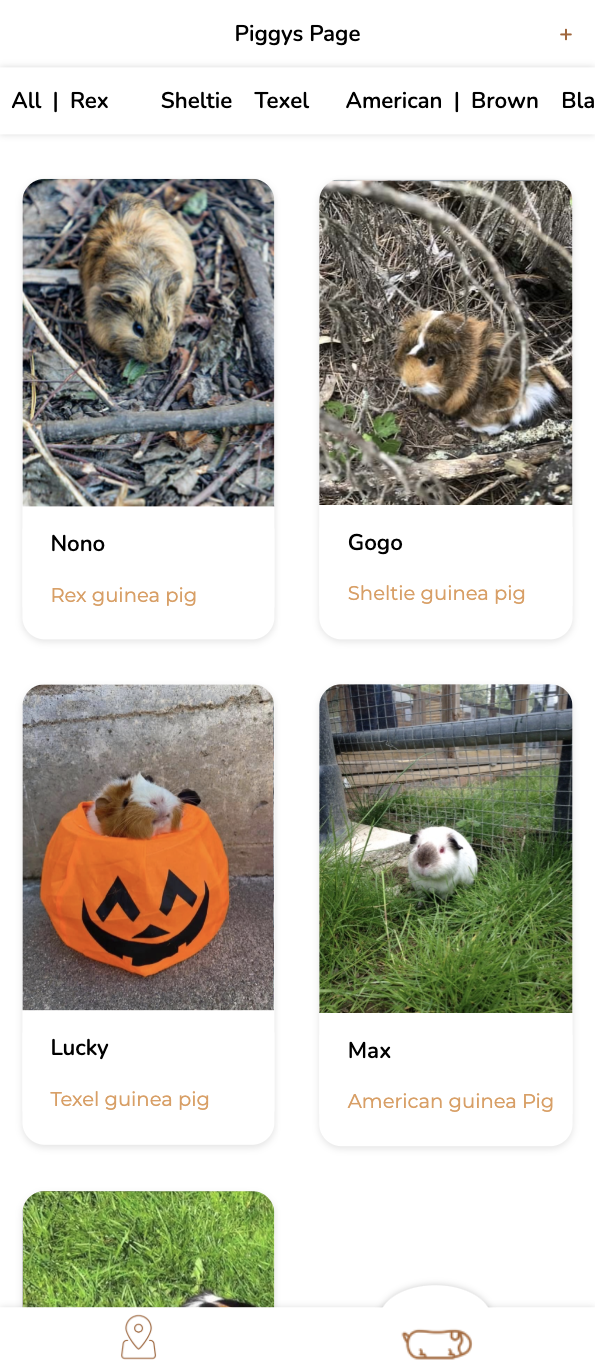 Piggys Page +
All | Rex Sheltie Texel American | Brown Bla
Nono
Rex guinea pig
Gogo
Sheltie guinea pig
Lucky
Texel guinea pig
Max
American guinea Pig